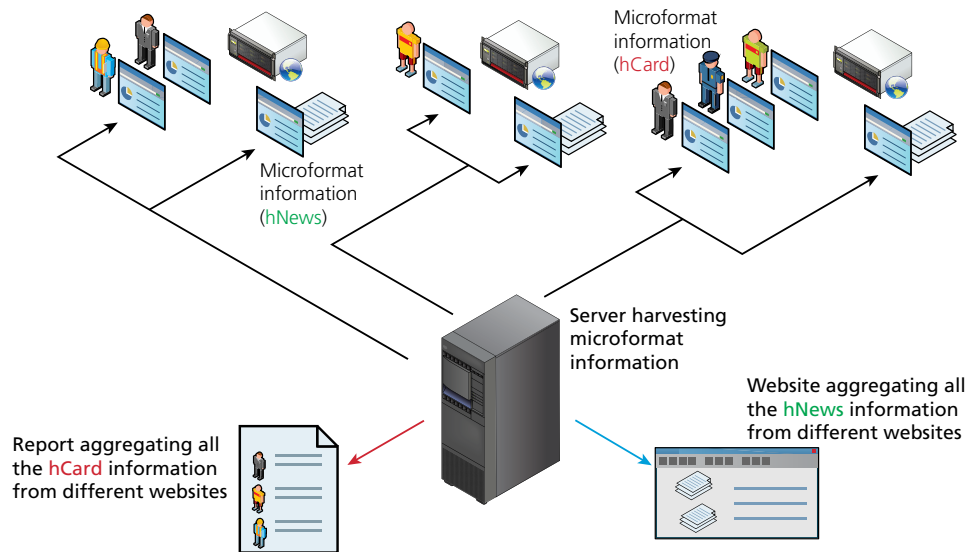 Microformat
information
(hCard)
Microformat
information
(hNews)
Server harvesting
microformat
information
Website aggregating all
the hNews information
from different websites
Report aggregating all
the hCard information
from different websites